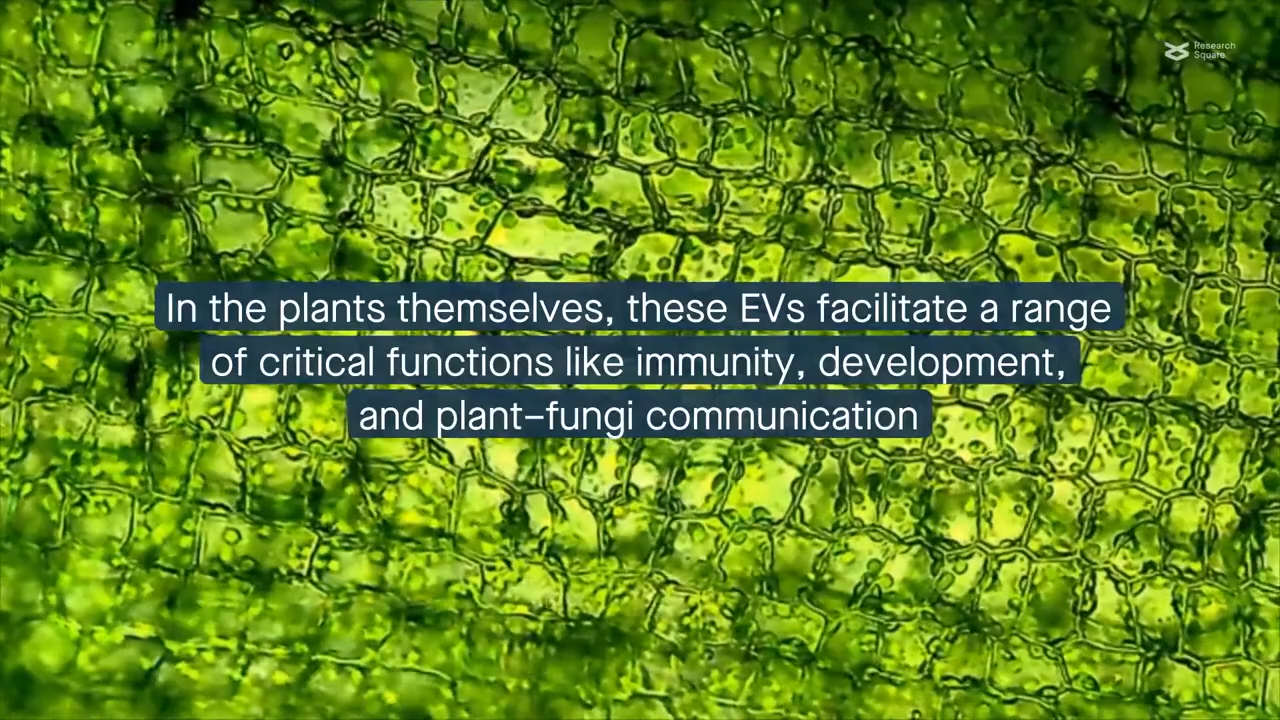 Research
Square
In the plants themselves, these EVs facilitate a range
of critical functions like immunity, development,
and plant–fungi communication